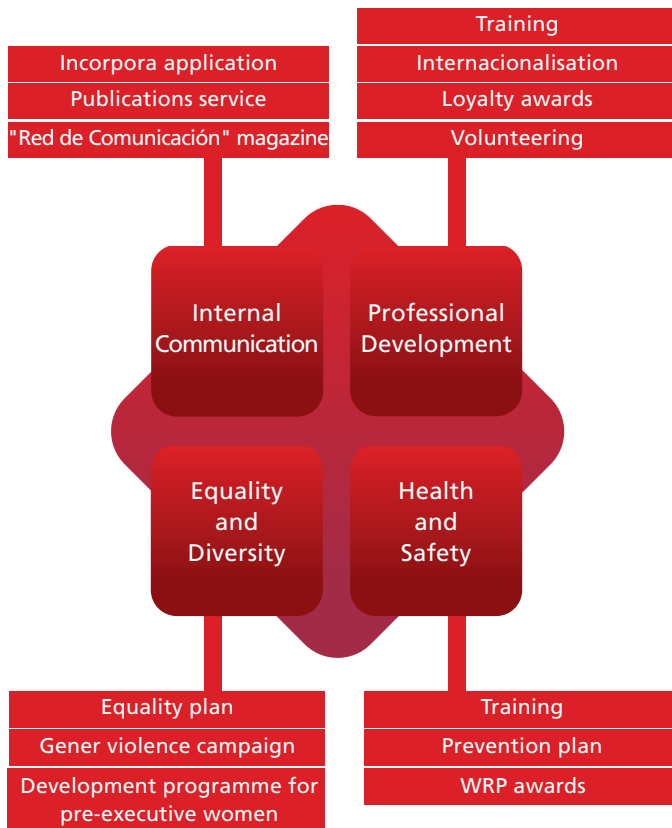 Incorpora application
Publications service
"Red de Comunicación" magazine
Training
Internacionalisation
Loyalty awards
Volunteering
Internal
Communication
Professional
Development
Equality
and
Diversity
Health
and
Safety
Equality plan
Gener violence campaign
Development programme for
pre-executive women
Training
Prevention plan
WRP awards